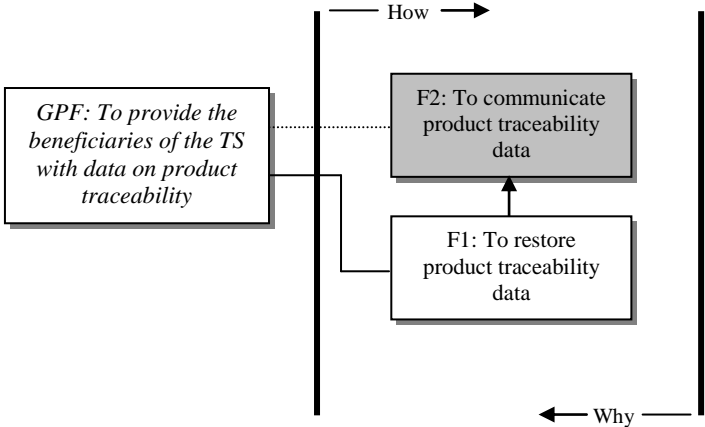 How
GPF: To provide the
beneficiaries of the TS
with data on product
traceability
F2: To communicate
product traceability
data
F1: To restore
product traceability
data
Why